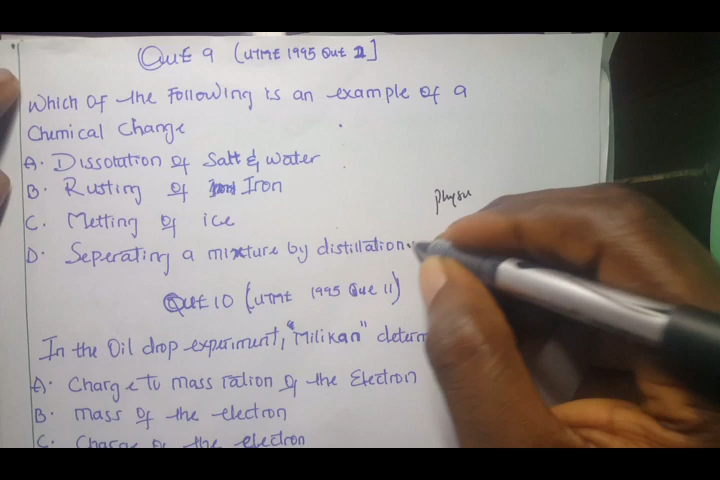 Que 9 (UTME 1995 Que 2]
Which Of the Following is an example of a
Chemical Change
A. Dissolution of Salt & Water
B. Rusting of Iron
C. Melting of ice
D. Seperating a mixture by distillation.
Physu
Que 10 (UTME 1995 Que 11)
In the Oil drop experiment, "Milikan" determ
A. Charge to mass ration of the Electron
B. mass of the electron
C. Charge of the electron